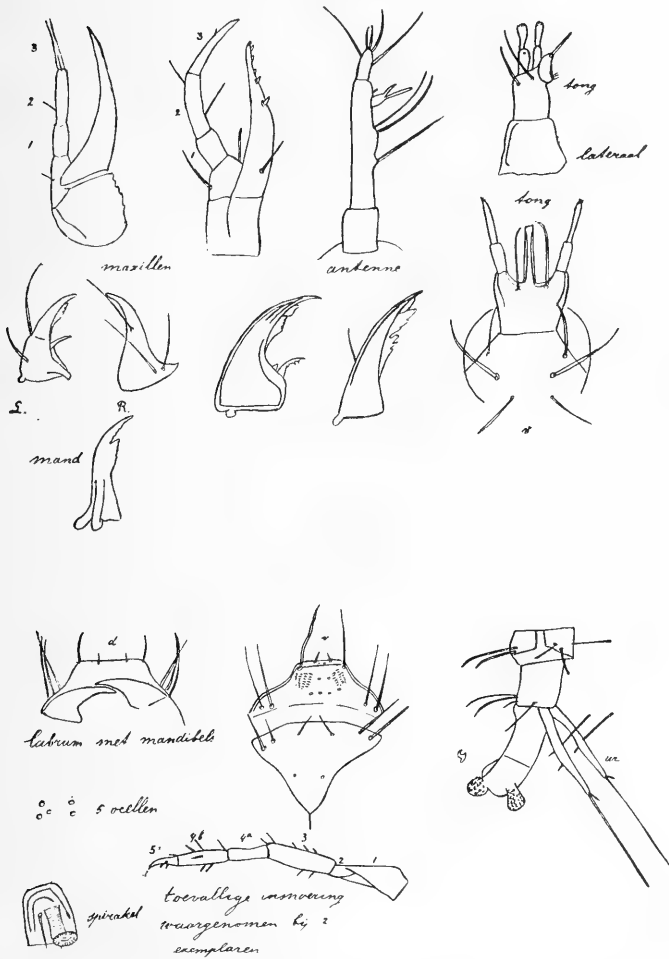 3
2
1
3
2
1
tong
lateraal
tong
maxillen
antenne
L.
R.
mand
v
d
v
labrum met mandibels
5 ocellen
ur
5
4b
4a
3
2
1
spirakel
toevallige
waargenomen bij 2
exemplaren